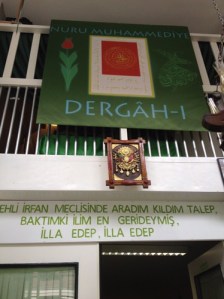 NURU MUHAMMEDİYE
DERGÂH-I
EHLİ İRFAN MECLİSİNDE ARADIM KILDIM TALEP,
BAKTIMKİ İLİM EN GERİDEYMİŞ,
İLLA EDEP, İLLA EDEP